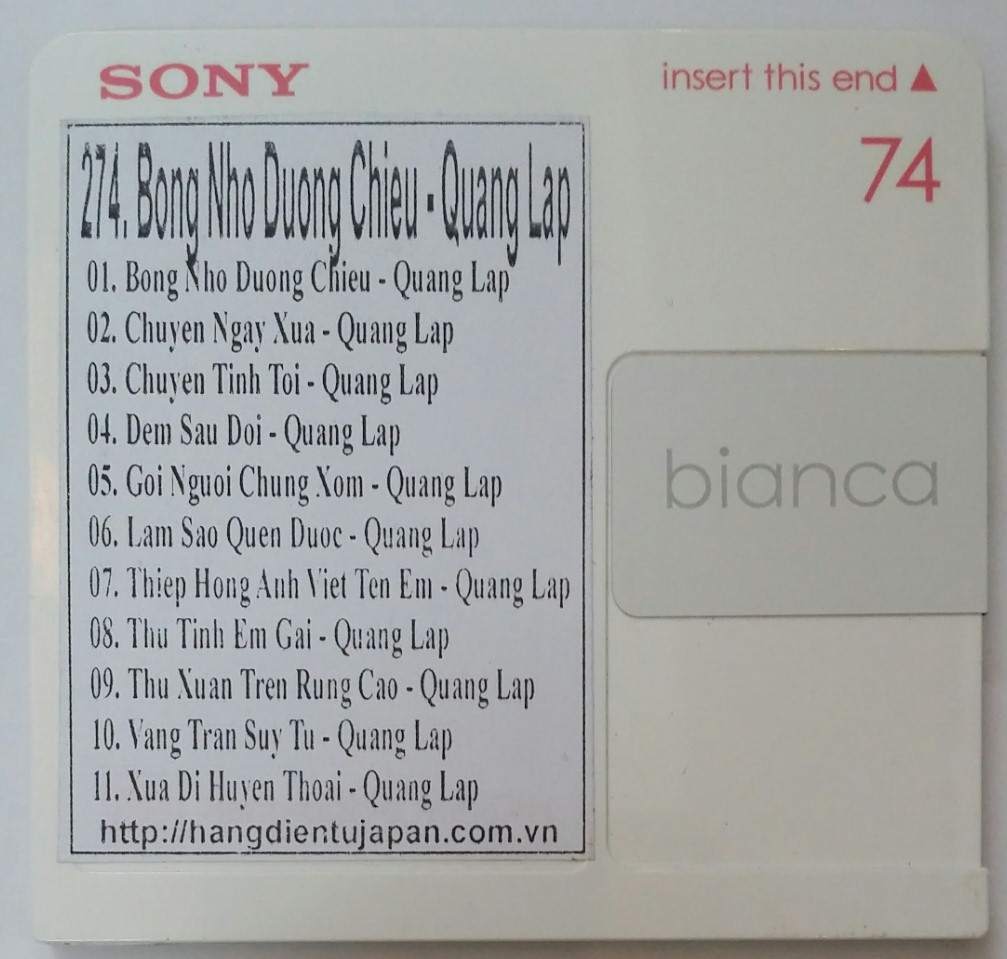 SONY
insert this end ▲
74
274. Bong Nho Duong Chieu - Quang Lap
01. Bong Nho Duong Chieu - Quang Lap
02. Chuyen Ngay Xua - Quang Lap
03. Chuyen Tinh Toi - Quang Lap
04. Dem Sau Doi - Quang Lap
05. Goi Nguoi Chung Xom - Quang Lap
06. Lam Sao Quen Duoc - Quang Lap
07. Thiep Hong Anh Viet Ten Em - Quang Lap
08. Thu Tinh Em Gai - Quang Lap
09. Thu Xuan Tren Rung Cao - Quang Lap
10. Vang Tran Suy Tu - Quang Lap
11. Xua Di Huyen Thoai - Quang Lap
http://hangdientujapan.com.vn
bianca